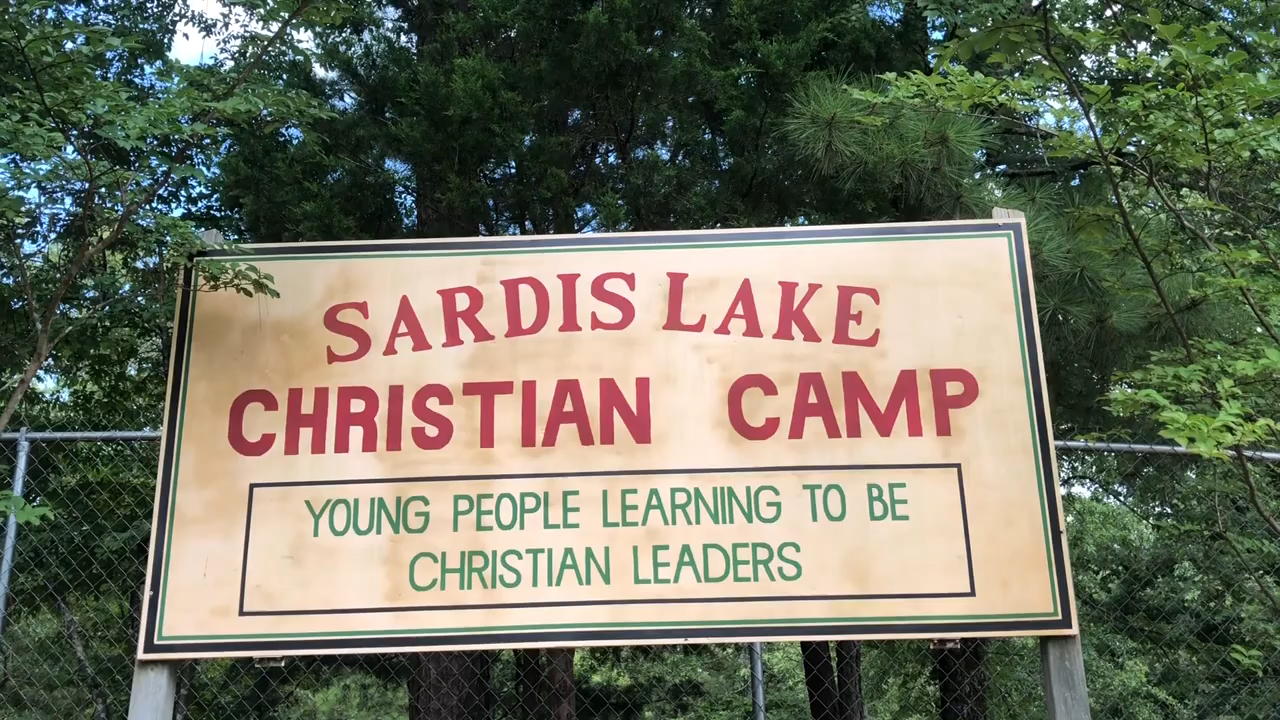 SARDIS LAKE
CHRISTIAN CAMP
YOUNG PEOPLE LEARNING TO BE
CHRISTIAN LEADERS